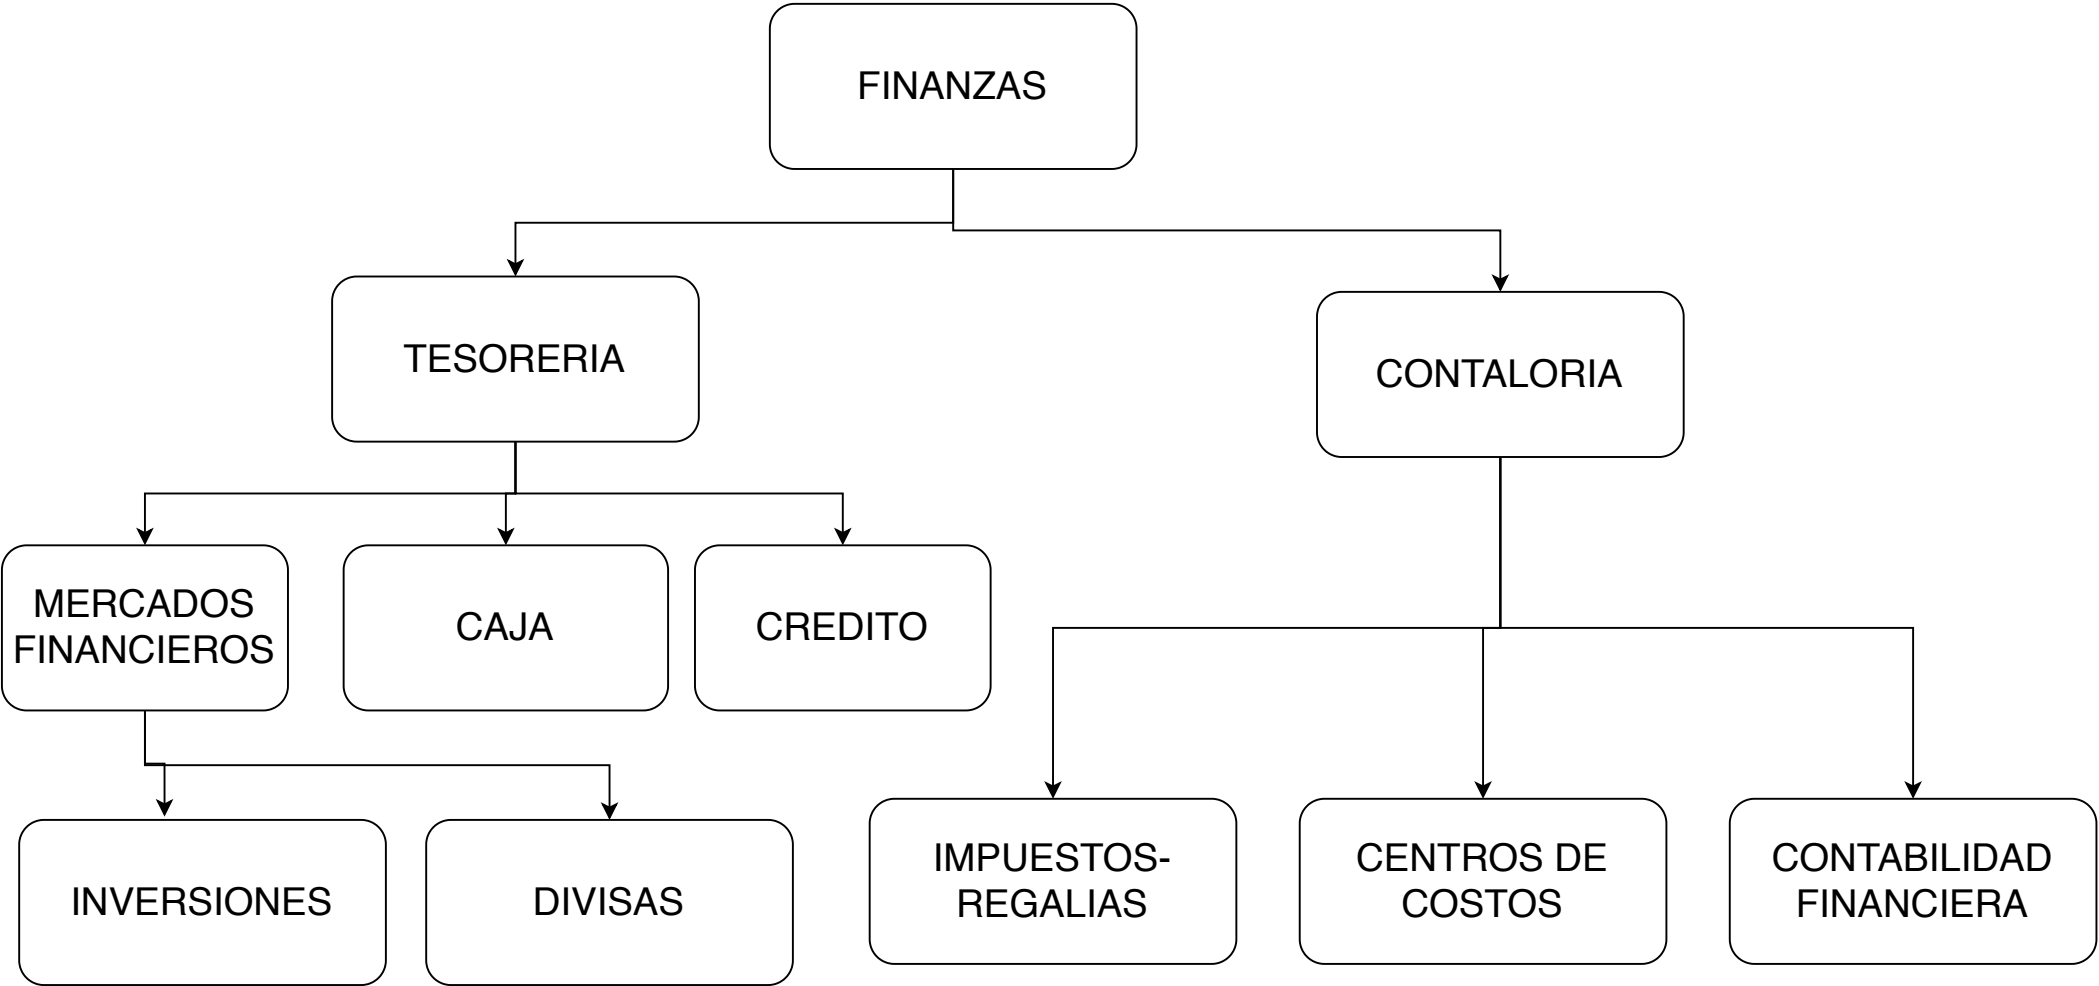 FINANZAS
TESORERIA
CONTALORIA
MERCADOS
FINANCIEROS
CAJA
CREDITO
INVERSIONES
DIVISAS
IMPUESTOS-
REGALIAS
CENTROS DE
COSTOS
CONTABILIDAD
FINANCIERA